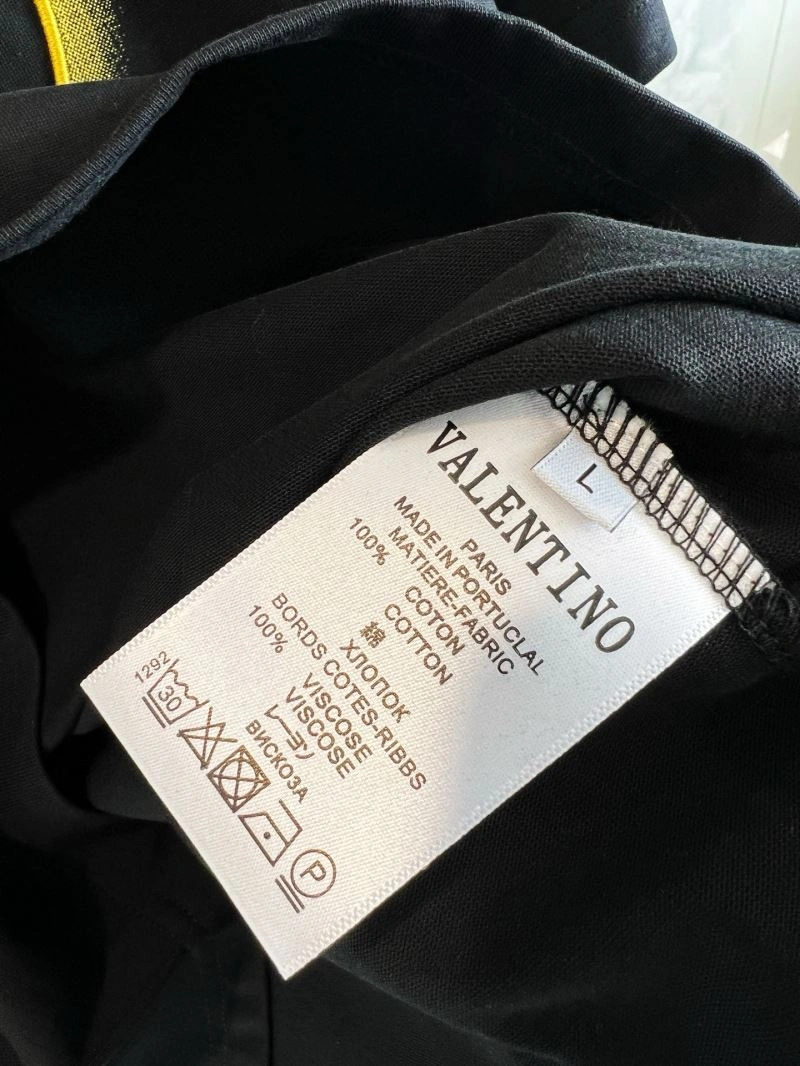 L
VALENTINO
PARIS
MADE IN PORTUCLAL
MATIERE-FABRIC
100% COTON
COTTON
綿
ХЛОПОК
BORDS COTES-RIBBS
100% VISCOSE
VISCOSE
レーヨン
ВИСКОЗА
1292
30
P